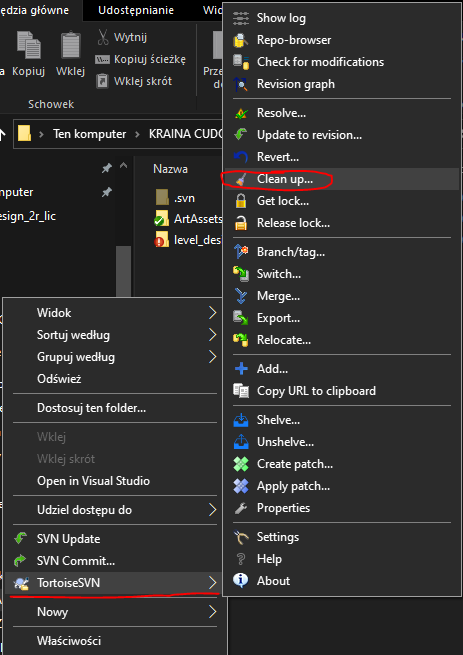 ędzia główne
Udostępnianie
Wid
a
Kopiuj
Wklej
Wytnij
Kopiuj ścieżkę
Wklej skrót
Prze
do
Schowek
Ten komputer
KRAINA CUDO
Nazwa
mputer
esign_2r_lic
.svn
ArtAssets
level_des
Widok
Sortuj według
Grupuj według
Odśwież
Dostosuj ten folder...
Wklej
Wklej skrót
Open in Visual Studio
Udziel dostępu do
SVN Update
SVN Commit...
TortoiseSVN
Nowy
Właściwości
Show log
Repo-browser
Check for modifications
Revision graph
Resolve...
Update to revision...
Revert...
Clean up...
Get lock...
Release lock...
Branch/tag...
Switch...
Merge...
Export...
Relocate...
Add...
Copy URL to clipboard
Shelve...
Unshelve...
Create patch...
Apply patch...
Properties
Settings
Help
About